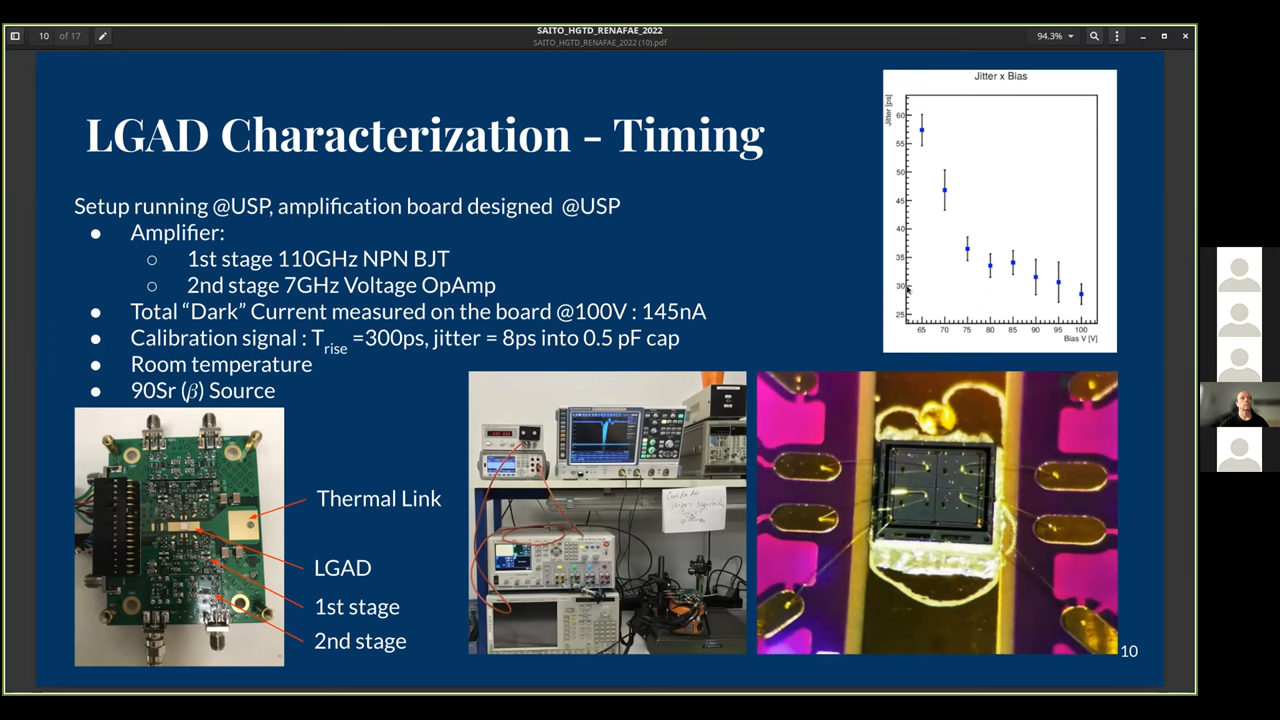 SAITO_HGTD_RENAFAE_2022
SAITO_HGTD_RENAFAE_2022 (10).pdf
10 of 17
94.3%
LGAD Characterization - Timing
Setup running @USP, amplification board designed @USP
● Amplifier:
○ 1st stage 110GHz NPN BJT
○ 2nd stage 7GHz Voltage OpAmp
● Total “Dark” Current measured on the board @100V : 145nA
● Calibration signal : Trise =300ps, jitter = 8ps into 0.5 pF cap
● Room temperature
● 90Sr (β) Source
Jitter x Bias
Jitter [ps]
60
55
50
45
40
35
30
25
65 70 75 80 85 90 95 100
Bias V [V]
Thermal Link
LGAD
1st stage
2nd stage
10